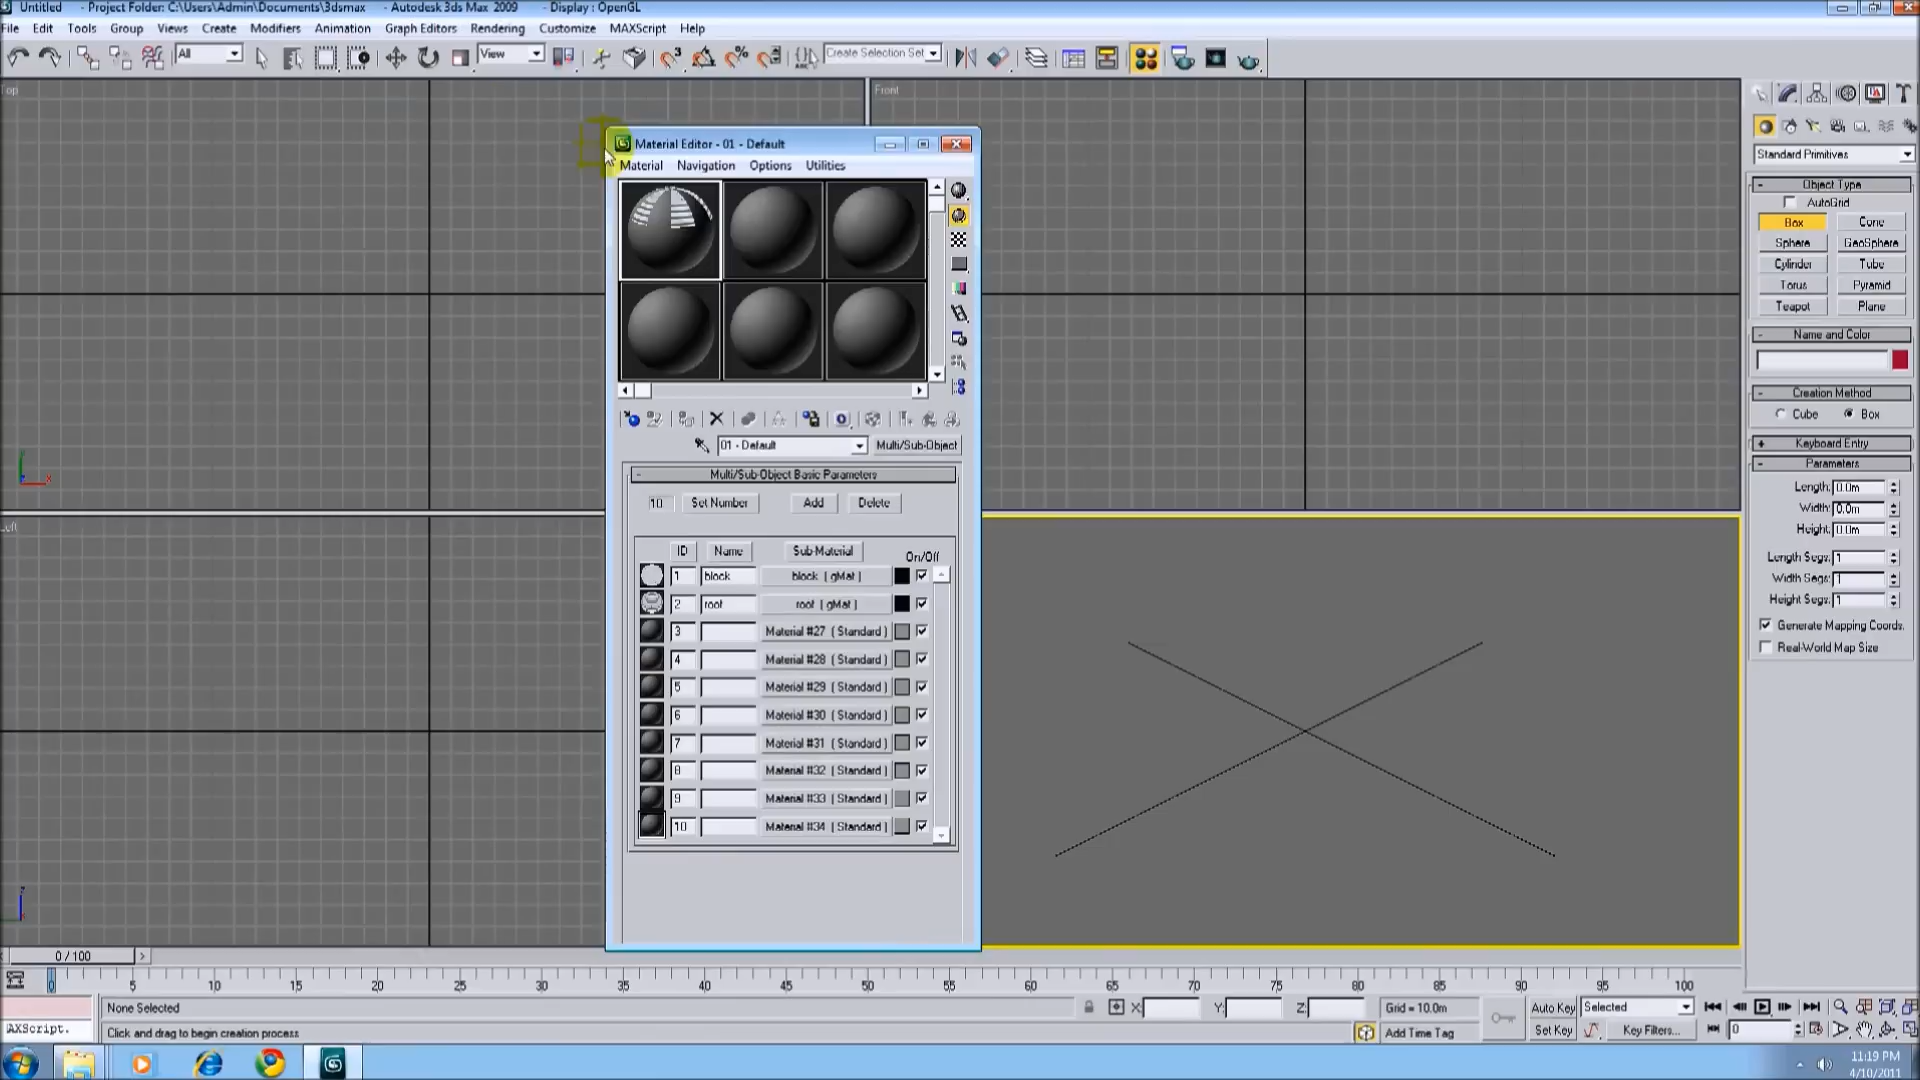 Untitled - Project Folder: C:\Users\Admin\Documents\3dsmax - Autodesk 3ds Max 2009 - Display : OpenGL
File Edit Tools Group Views Create Modifiers Animation Graph Editors Rendering Customize MAXScript Help
All View Create Selection Set
Top
Front
Standard Primitives
Object Type
AutoGrid
Box Cone
Sphere GeoSphere
Cylinder Tube
Torus Pyramid
Teapot Plane
Name and Color
Creation Method
Cube Box
Keyboard Entry
Parameters
Length: 0.0m
Width: 0.0m
Height: 0.0m
Length Segs: 1
Width Segs: 1
Height Segs: 1
Generate Mapping Coords.
Real-World Map Size
Material Editor - 01 - Default
Material Navigation Options Utilities
01 - Default Multi/Sub-Object
Multi/Sub-Object Basic Parameters
10 Set Number Add Delete
ID Name Sub-Material On/Off
1 block block ( gMat )
2 root root ( gMat )
3 Material #27 ( Standard )
4 Material #28 ( Standard )
5 Material #29 ( Standard )
6 Material #30 ( Standard )
7 Material #31 ( Standard )
8 Material #32 ( Standard )
9 Material #33 ( Standard )
10 Material #34 ( Standard )
Left
0 / 100
0 5 10 15 20 25 30 35 40 45 50 55 60 65 70 75 80 85 90 95 100
None Selected X: Y: Z: Grid = 10.0m Auto Key Selected
AXScript. Click and drag to begin creation process Add Time Tag Set Key Key Filters... 0
11:19 PM
4/10/2011